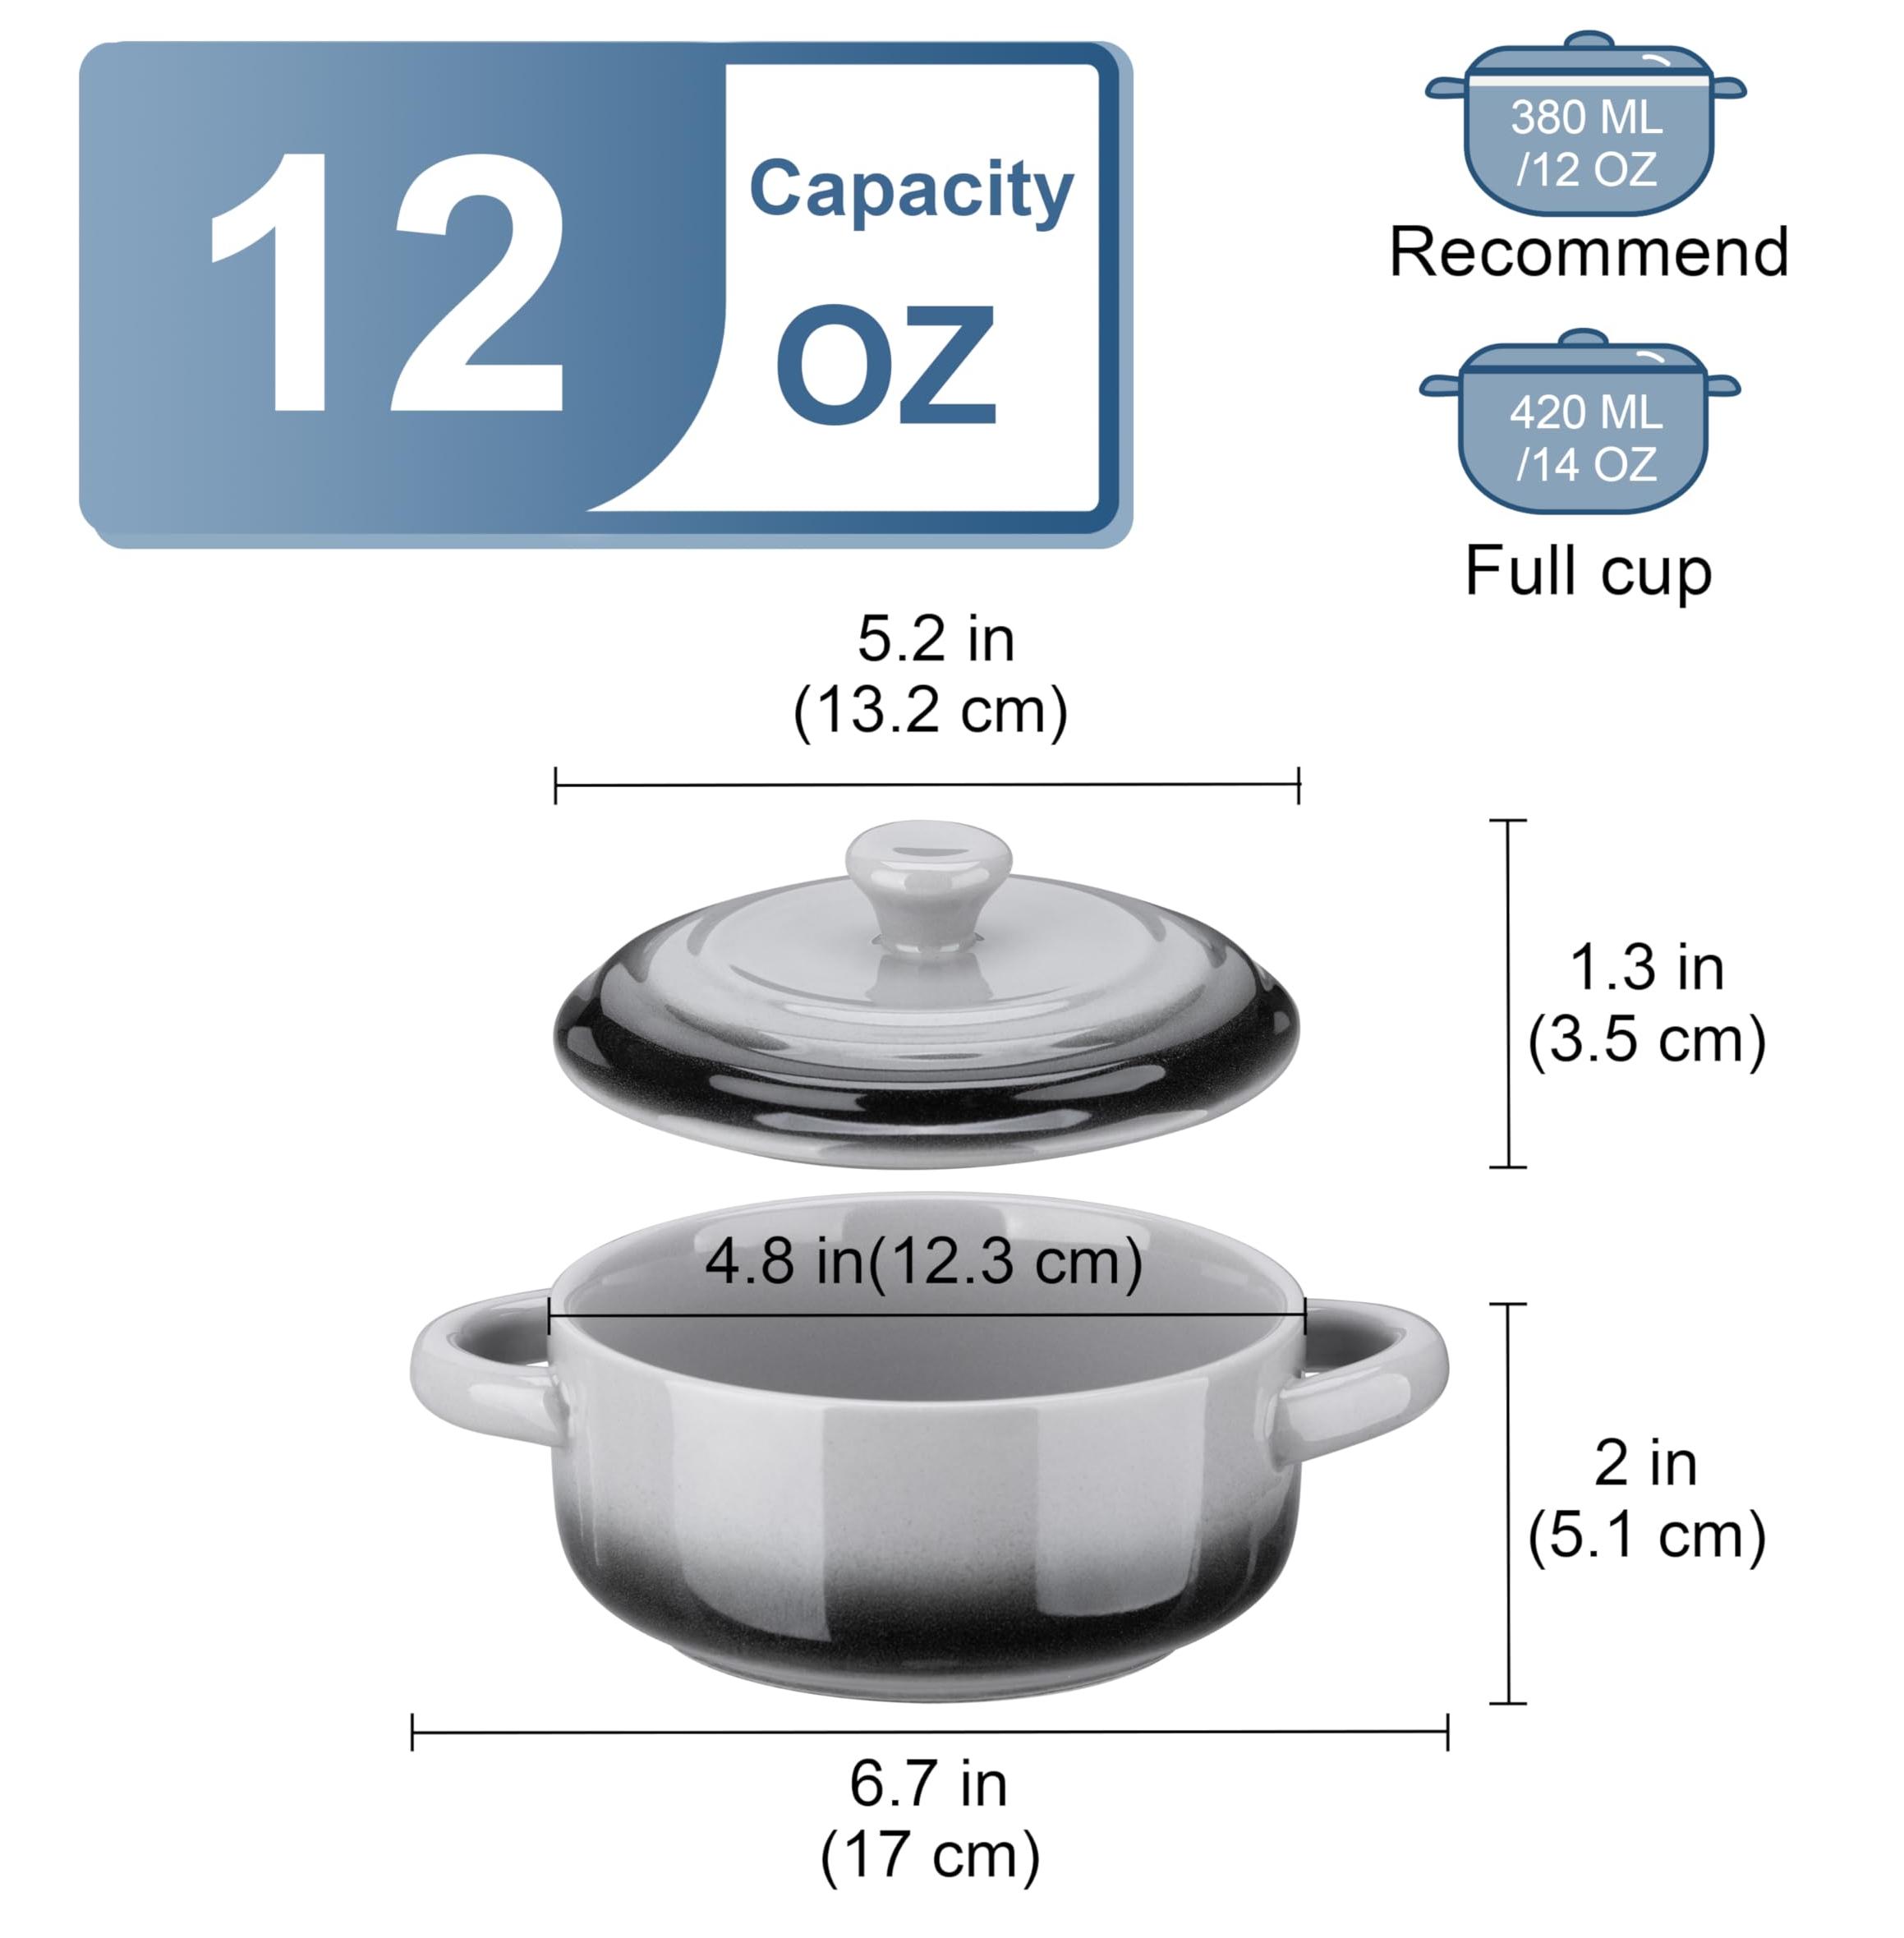 12
Capacity
OZ
380 ML
/12 OZ
Recommend
420 ML
/14 OZ
Full cup
5.2 in
(13.2 cm)
1.3 in
(3.5 cm)
4.8 in(12.3 cm)
2 in
(5.1 cm)
6.7 in
(17 cm)